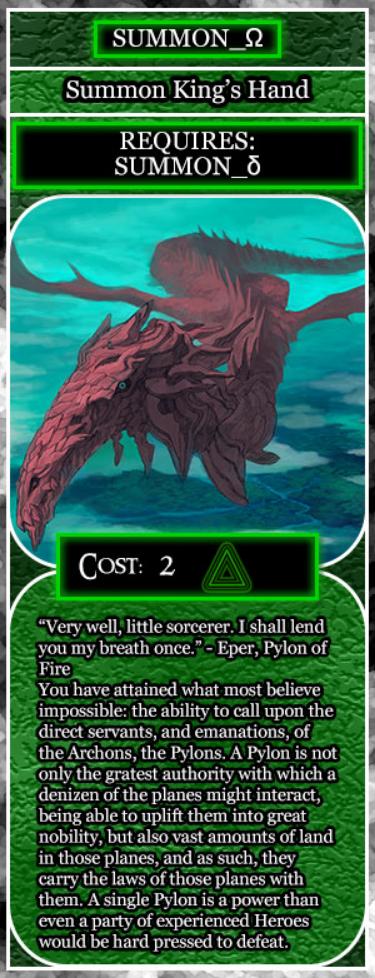 SUMMON_Ω
Summon King's Hand
REQUIRES:
SUMMON_δ
Cost: 2
“Very well, little sorcerer. I shall lend
you my breath once.” - Eper, Pylon of
Fire
You have attained what most believe
impossible: the ability to call upon the
direct servants, and emanations, of
the Archons, the Pylons. A Pylon is not
only the gratest authority with which a
denizen of the planes might interact,
being able to uplift them into great
nobility, but also vast amounts of land
in those planes, and as such, they
carry the laws of those planes with
them. A single Pylon is a power than
even a party of experienced Heroes
would be hard pressed to defeat.